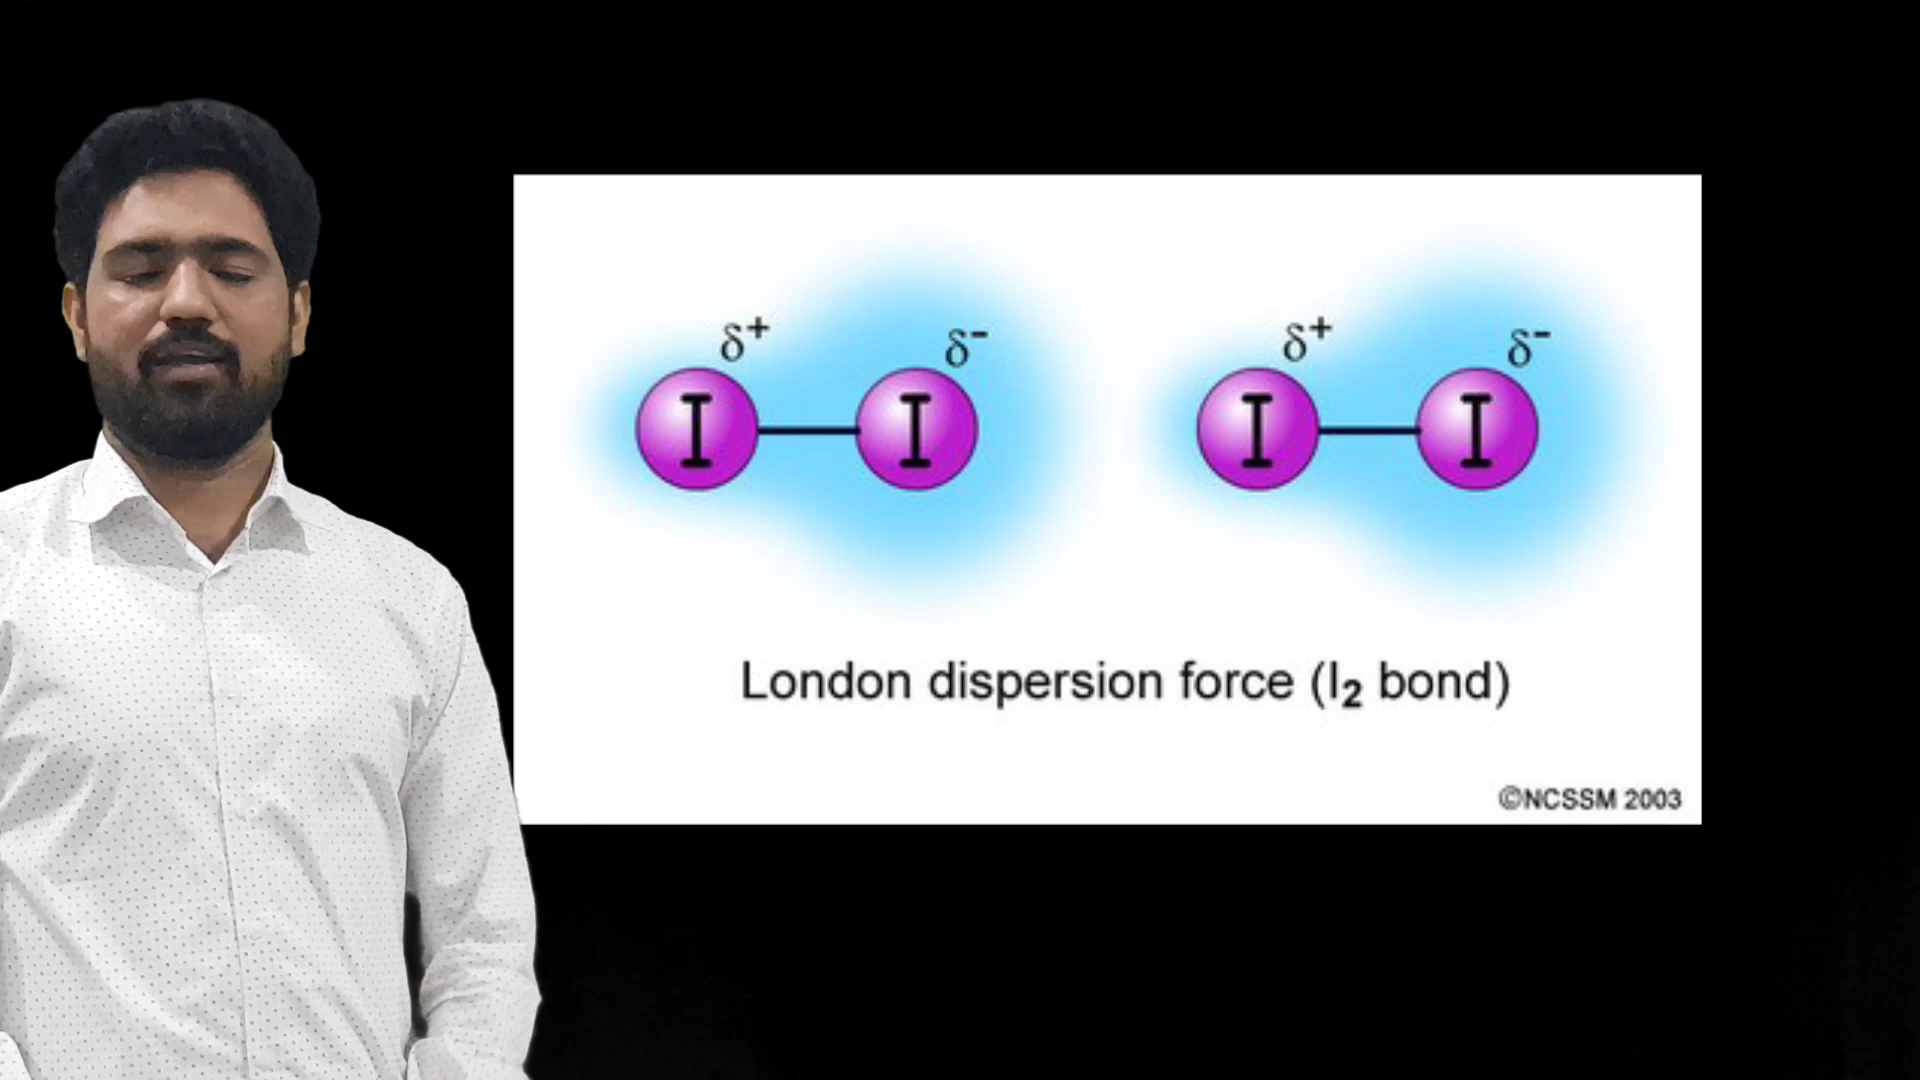 δ+ δ- δ+ δ-
I I I I
London dispersion force (I₂ bond)
©NCSSM 2003